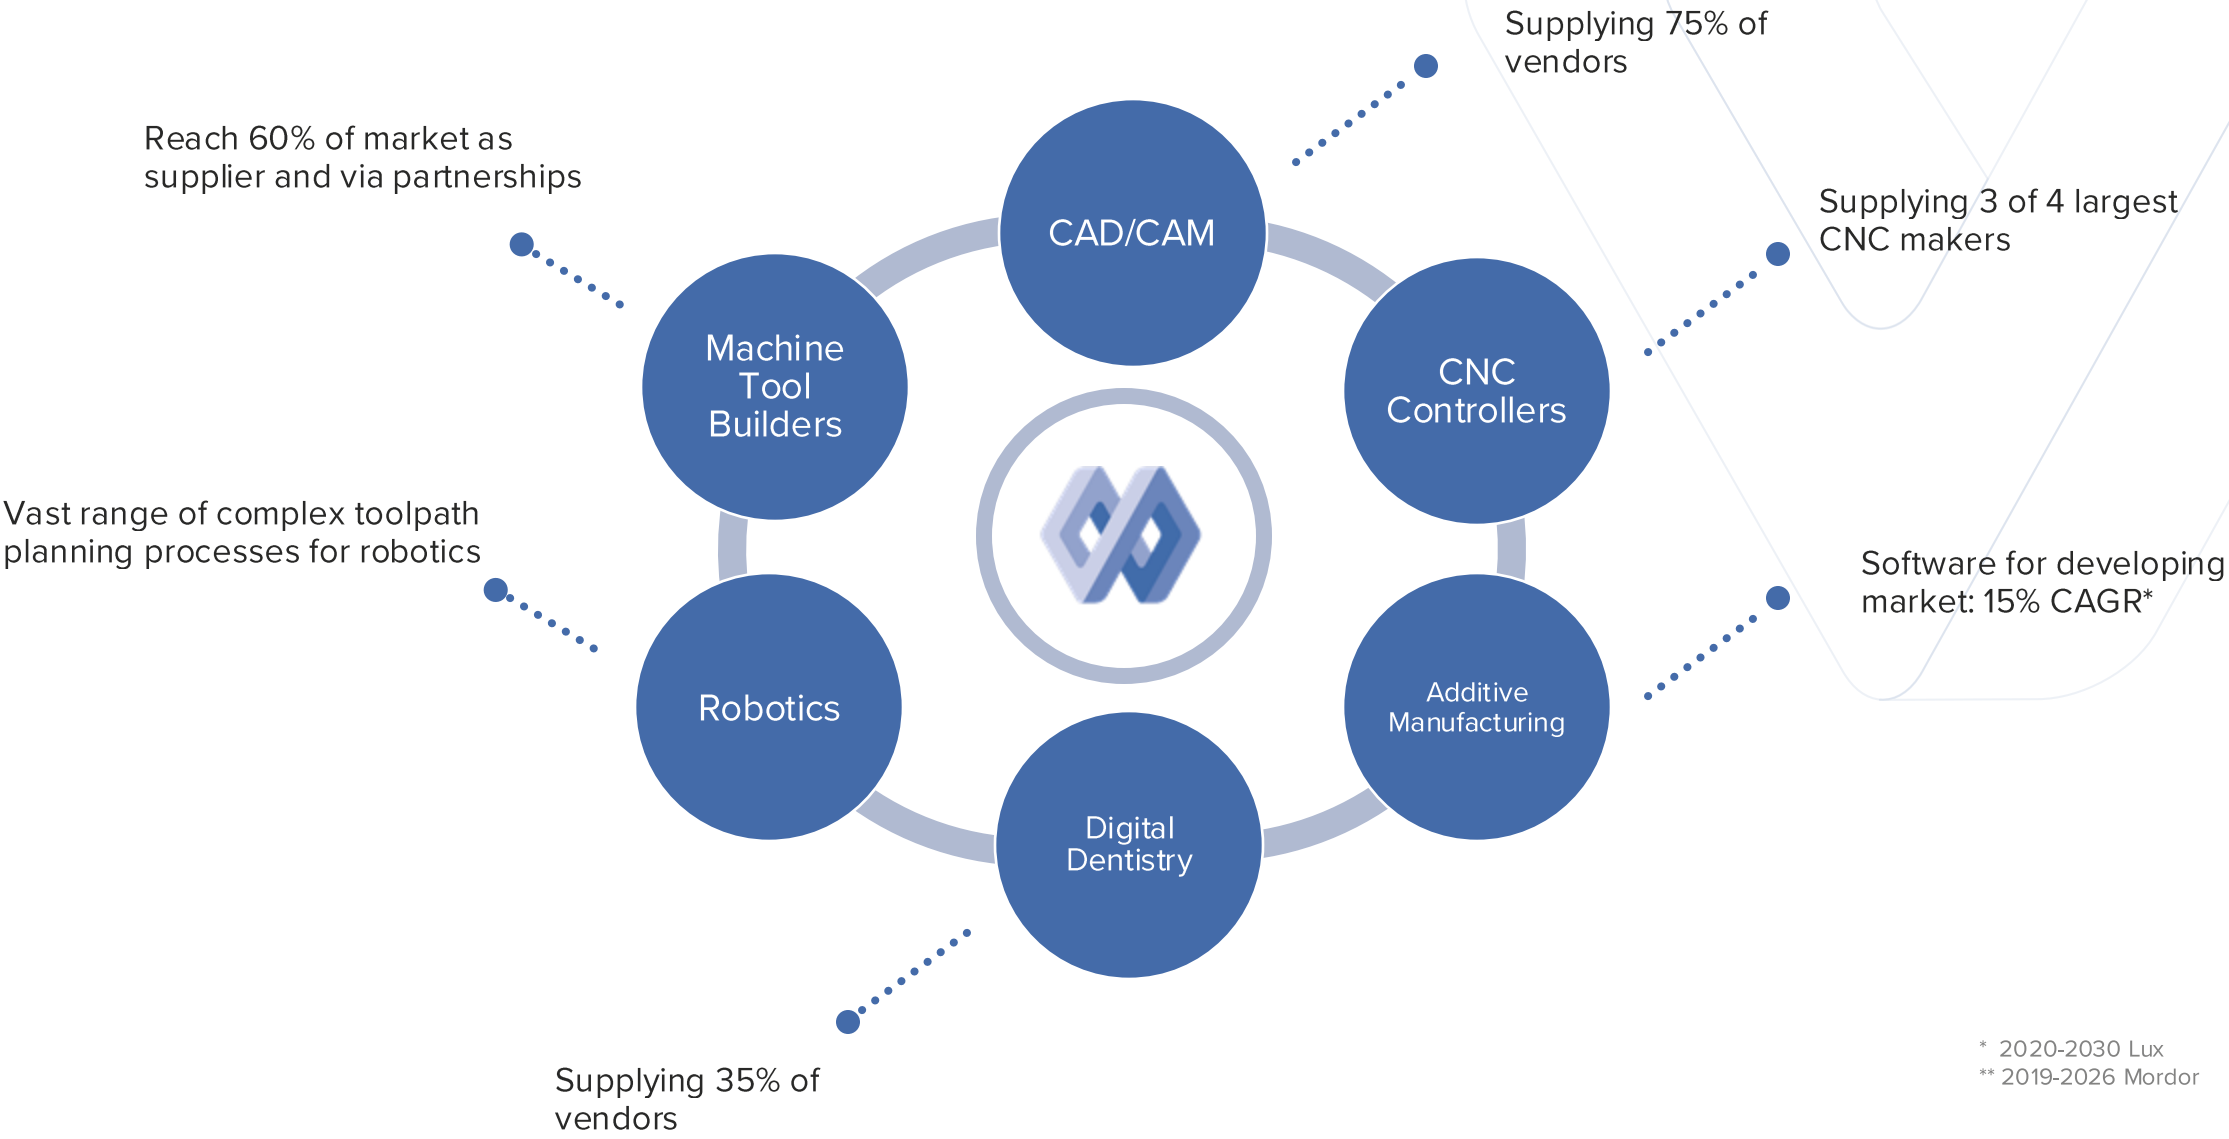 Supplying 75% of
vendors
Reach 60% of market as
supplier and via partnerships
CAD/CAM
Supplying 3 of 4 largest
CNC makers
Machine
Tool
Builders
CNC
Controllers
Vast range of complex toolpath
planning processes for robotics
Software for developing
market: 15% CAGR*
Robotics
Additive
Manufacturing
Digital
Dentistry
Supplying 35% of
vendors
* 2020-2030 Lux
** 2019-2026 Mordor